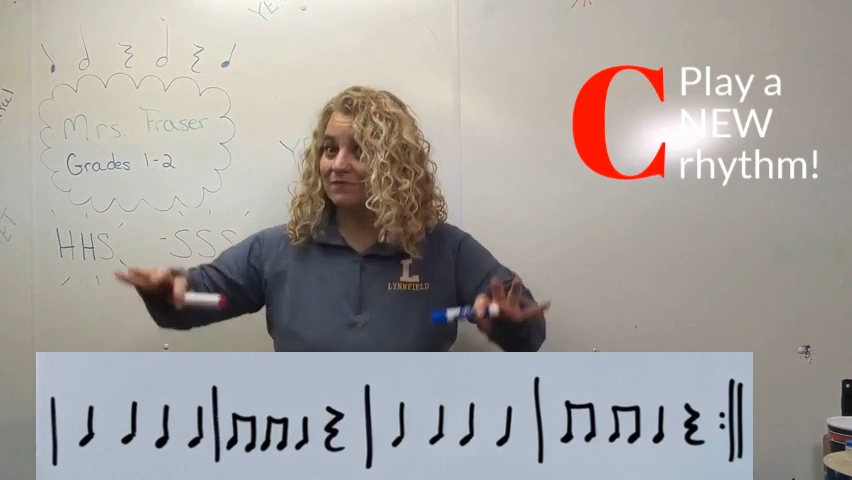 Mrs. Fraser
Grades 1-2
HHS -SSS
L
LYNNFIELD
C Play a
NEW
rhythm!